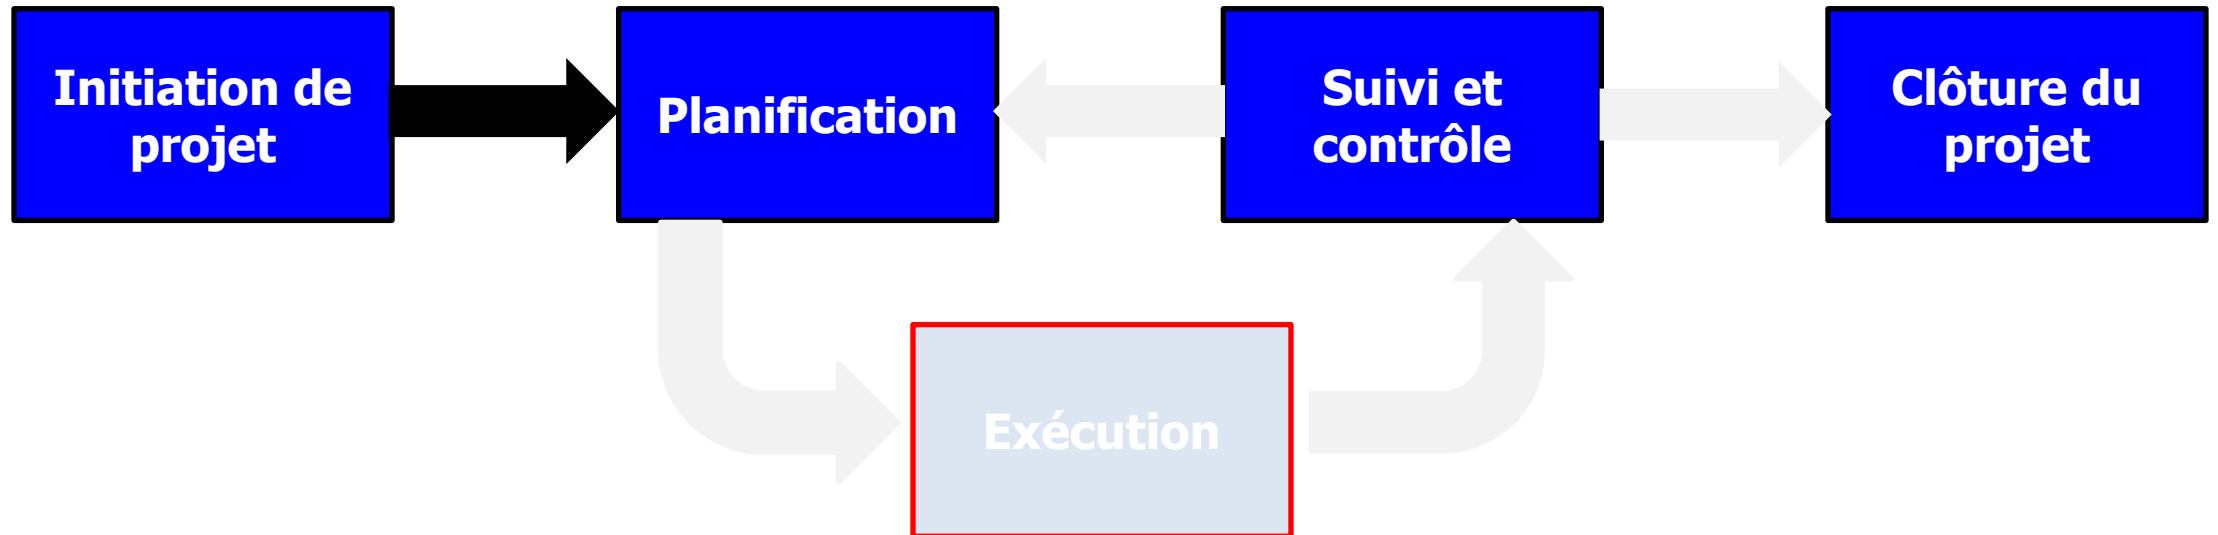 Initiation de
projet
Planification
Suivi et
contrôle
Clôture du
projet
Exécution